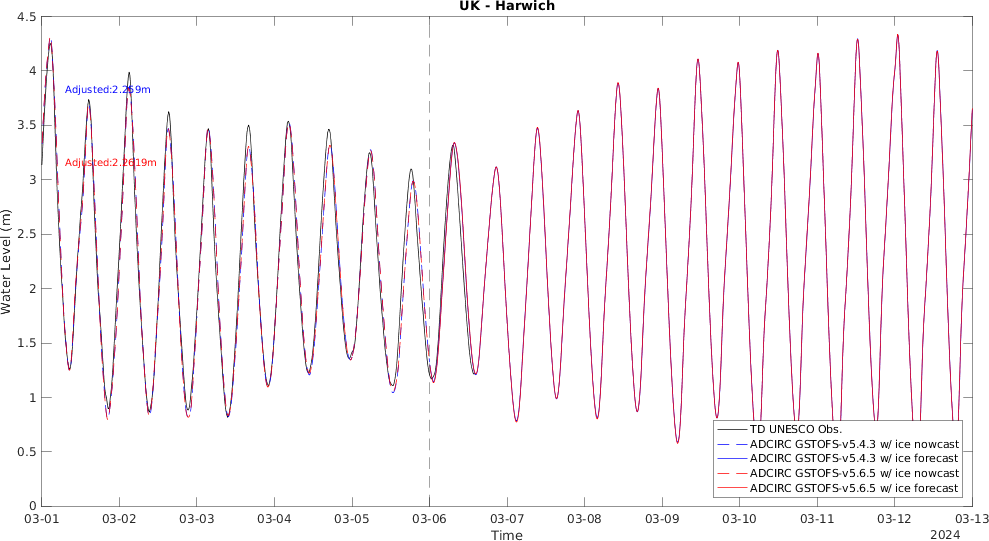 UK - Harwich
4.5
4
3.5
3
2.5
2
1.5
1
0.5
0
Water Level (m)
Adjusted:2.259m
Adjusted:2.2619m
TD UNESCO Obs.
ADCIRC GSTOFS-v5.4.3 w/ ice nowcast
ADCIRC GSTOFS-v5.4.3 w/ ice forecast
ADCIRC GSTOFS-v5.6.5 w/ ice nowcast
ADCIRC GSTOFS-v5.6.5 w/ ice forecast
03-01 03-02 03-03 03-04 03-05 03-06 03-07 03-08 03-09 03-10 03-11 03-12 03-13
Time
2024